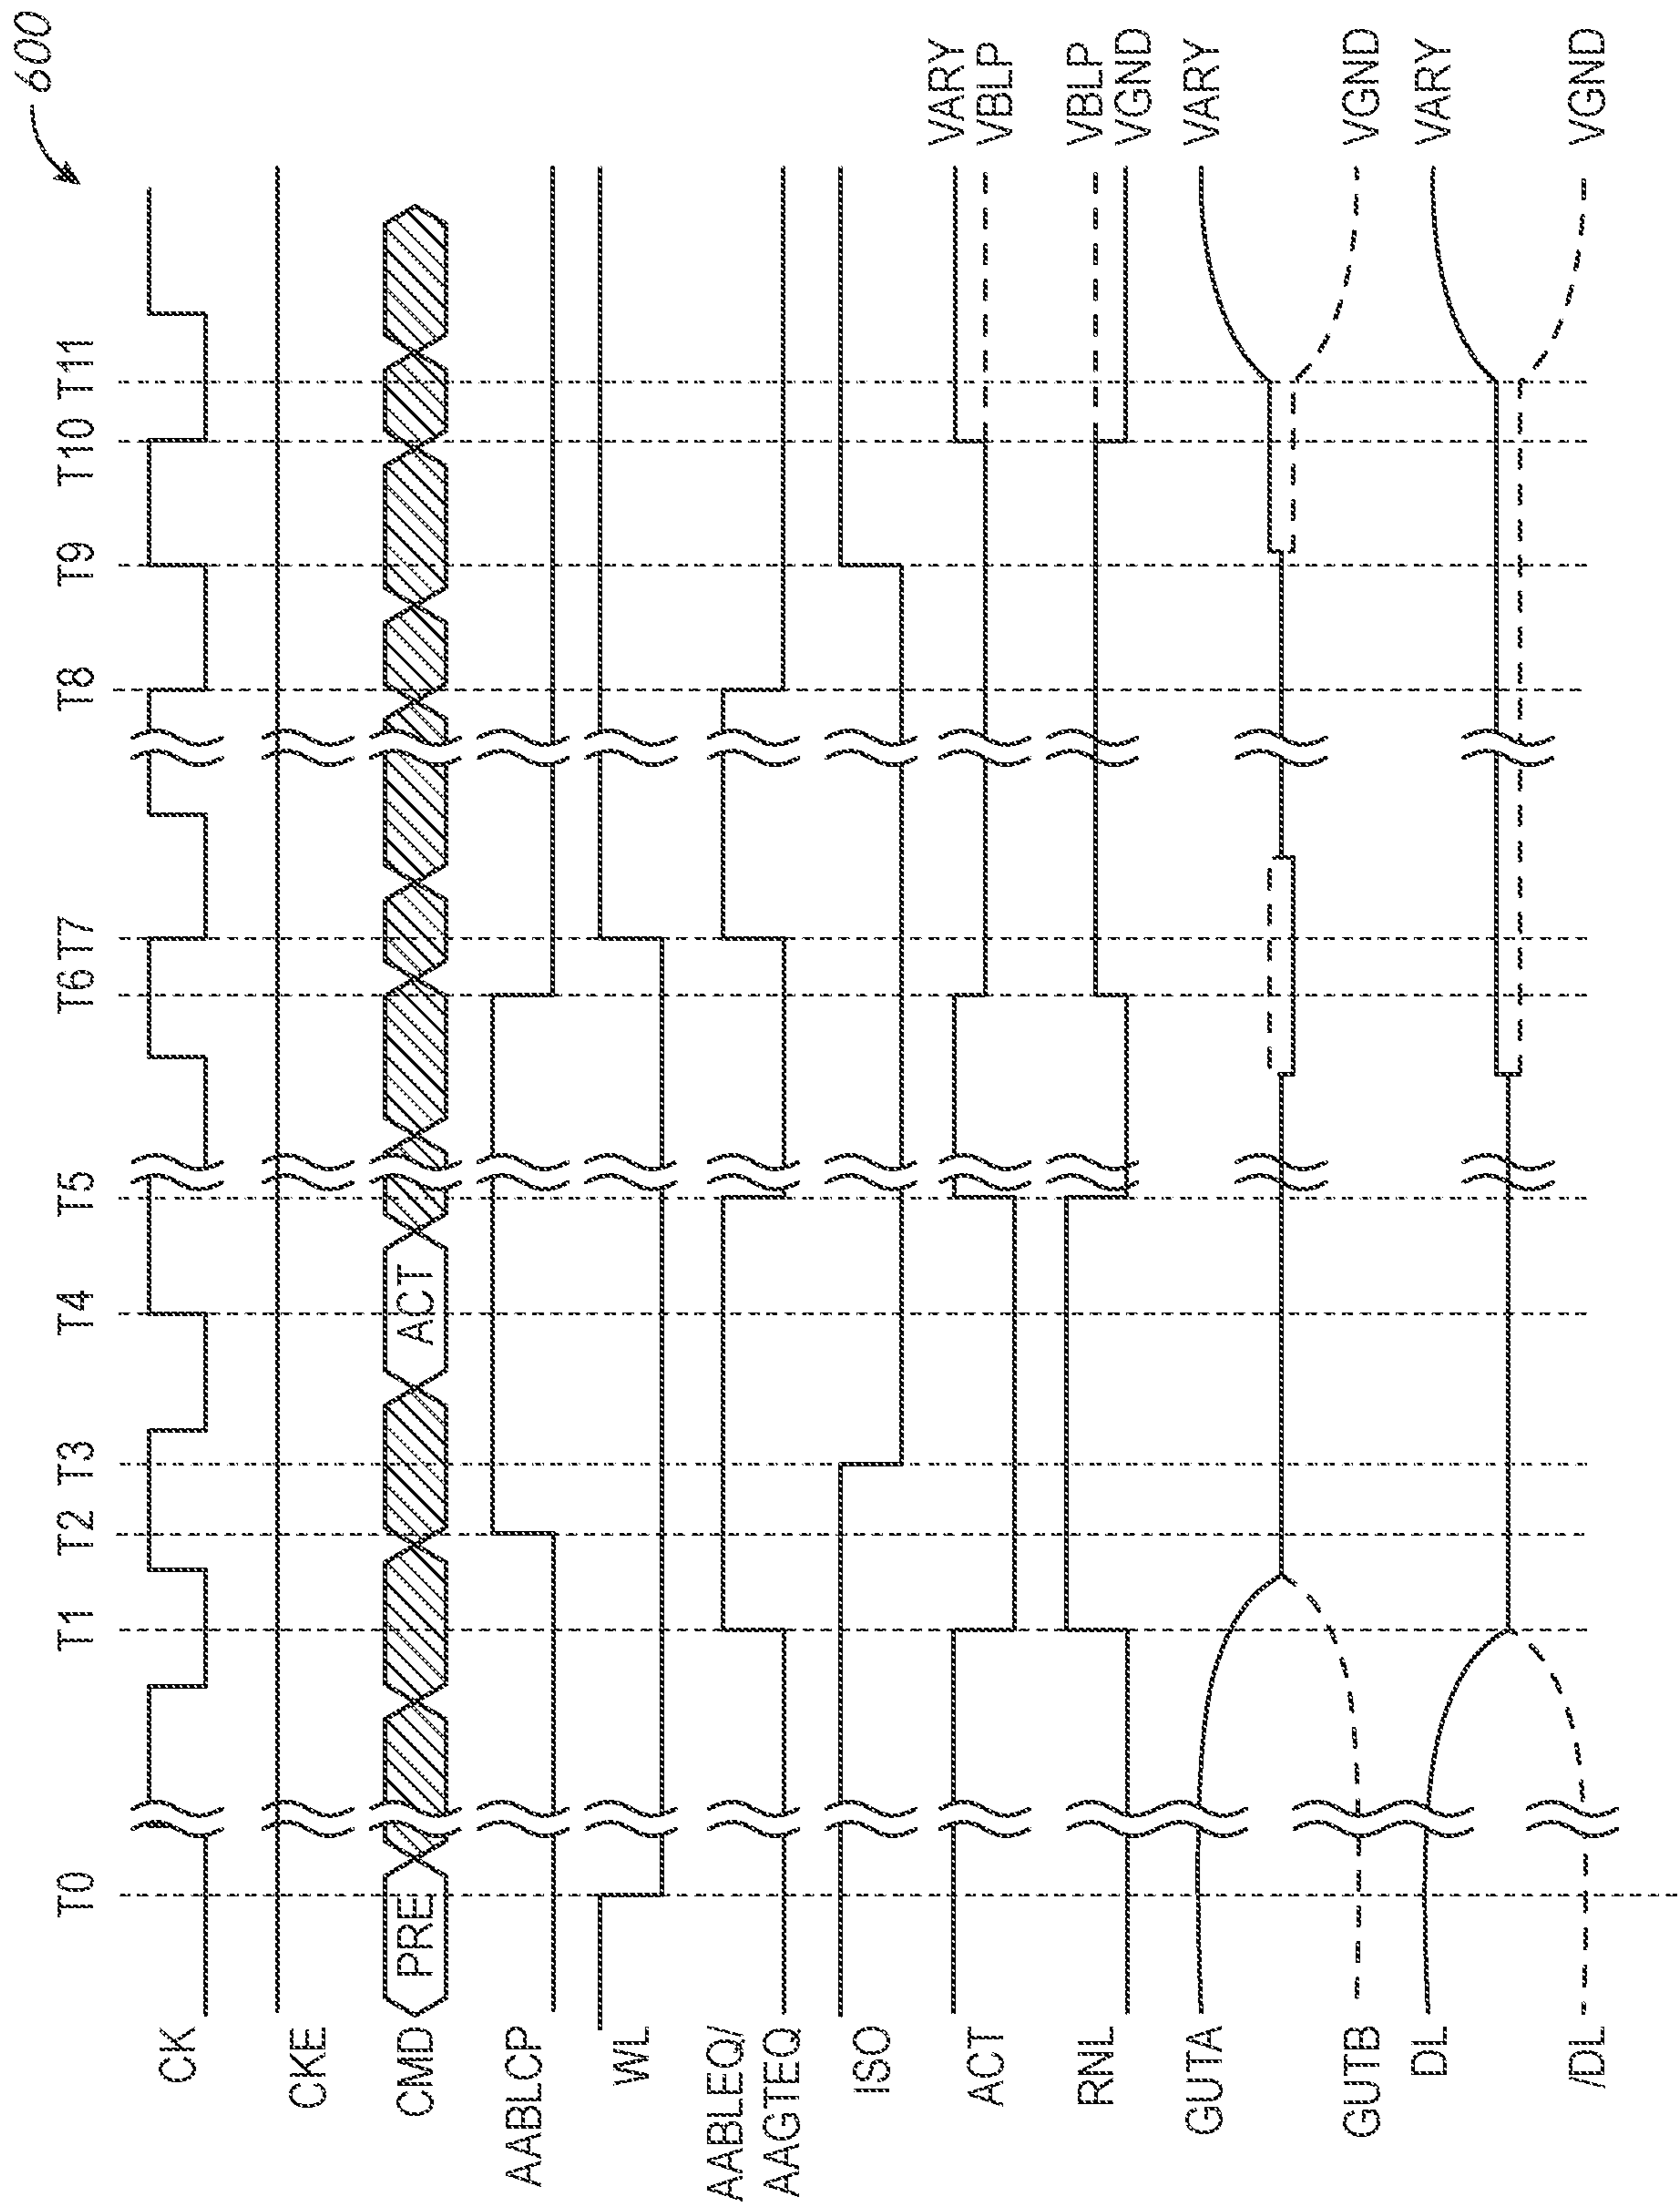 600
T0 T1 T2 T3 T4 T5 T6 T7 T8 T9 T10 T11
CK
CKE
CMD PRE ACT
AABLCP
WL
AABLEQ/
AAGTEQ
ISO
ACT
VARY
VBLP
RNL
VBLP
VGND
GUTA
VARY
GUTB
VGND
DL
VARY
/DL
VGND